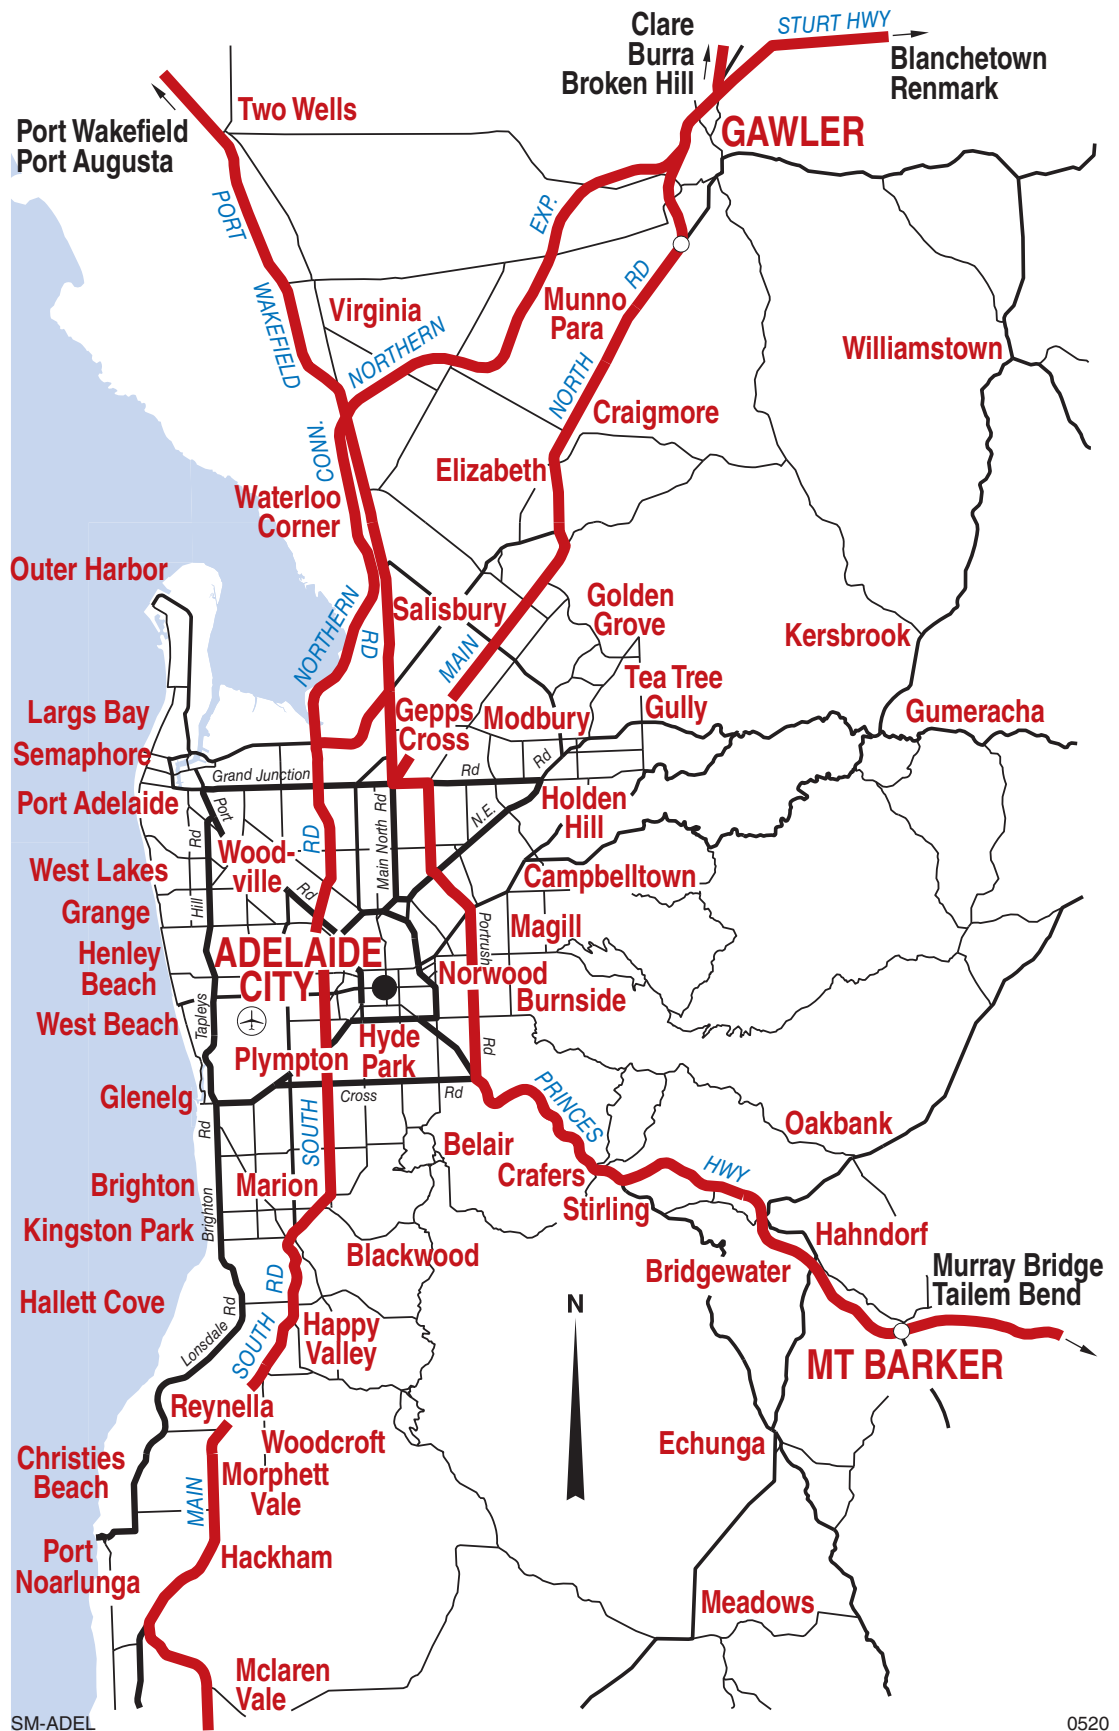 Clare
Burra
Broken Hill
STURT HWY
Blanchetown
Renmark
Two Wells
Port Wakefield
Port Augusta
GAWLER
PORT
WAKEFIELD
RD
EXP.
NORTHERN
Virginia
Munno
Para
MAIN
NORTH
RD
Williamstown
Craigmore
Elizabeth
CONN.
NORTHERN
Waterloo
Corner
Outer Harbor
Salisbury
Golden
Grove
Kersbrook
Tea Tree
Gully
Largs Bay
Semaphore
Gepps
Cross
Modbury
Gumeracha
Grand Junction
Rd
Rd
Port Adelaide
Port
Rd
Main North Rd
N.E.
Holden
Hill
RD
Rd
Hill
Tapleys
West Lakes
Wood-
ville
Campbelltown
Grange
Magill
Portrush
Rd
Henley
Beach
ADELAIDE
CITY
Norwood
Burnside
West Beach
Hyde
Park
Plympton
Glenelg
Cross
Rd
PRINCES
HWY
Rd
Brighton
SOUTH
Oakbank
Belair
Crafers
Stirling
Brighton
Marion
Kingston Park
Hahndorf
Blackwood
Bridgewater
Murray Bridge
Tailem Bend
Hallett Cove
RD
SOUTH
MAIN
Lonsdale Rd
Happy
Valley
N
MT BARKER
Reynella
Woodcroft
Christies
Beach
Morphett
Vale
Echunga
Port
Noarlunga
Hackham
Meadows
Mclaren
Vale
SM-ADEL
0520